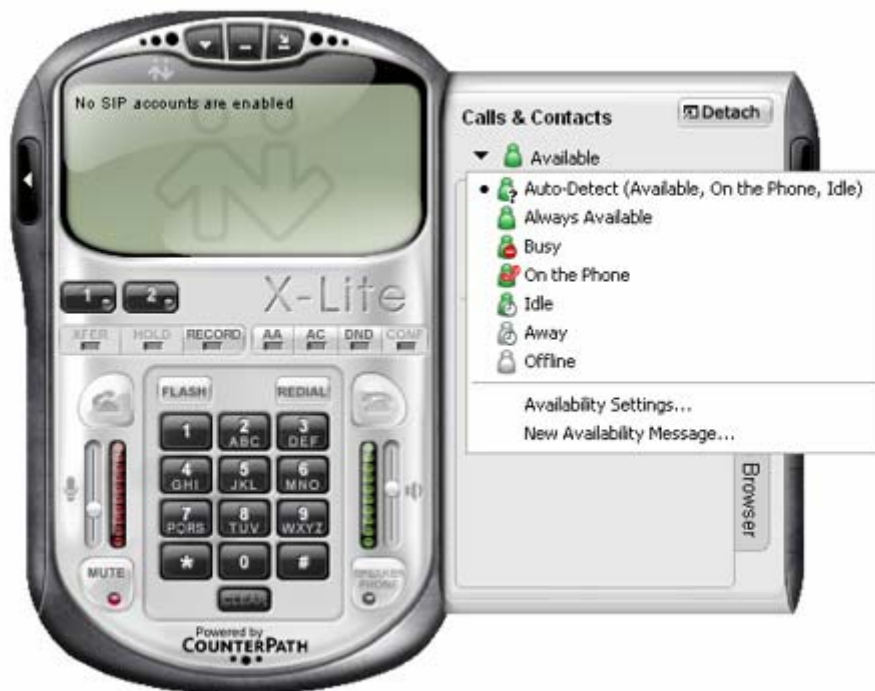 No SIP accounts are enabled
Calls & Contacts
Detach
Available
Auto-Detect (Available, On the Phone, Idle)
Always Available
Busy
On the Phone
Idle
Away
Offline
Availability Settings...
New Availability Message...
Browser
1 2
X-Lite
XFER HOLD RECORD AA AC DND CONF
FLASH REDIAL
1 2 3
ABC DEF
4 5 6
GHI JKL MNO
7 8 9
PQRS TUV WXYZ
* 0 #
MUTE
CLEAR
SPEAKER
PHONE
Powered by
COUNTERPATH